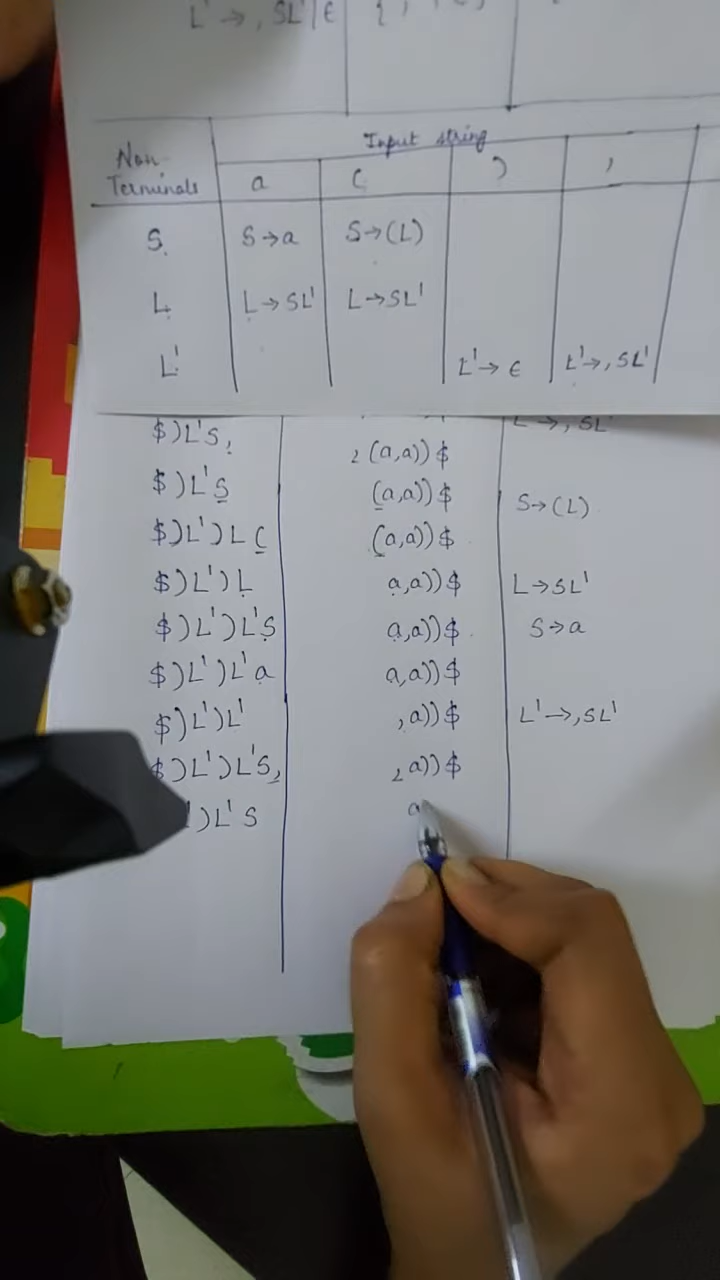 L' → , SL' | ϵ
Input string
Non-Terminals a ( ) ,
S S → a S → (L)
L L → SL' L → SL'
L' L' → ϵ L' → , SL'
L → , SL'
$)L'S, ,(a,a))$
$)L'S (a,a))$ S → (L)
$)L')L( (a,a))$
$)L')L a,a))$ L → SL'
$)L')L'S a,a))$ S → a
$)L')L'a a,a))$
$)L')L' ,a))$ L' → , SL'
$)L')L'S, ,a))$
')L'S a